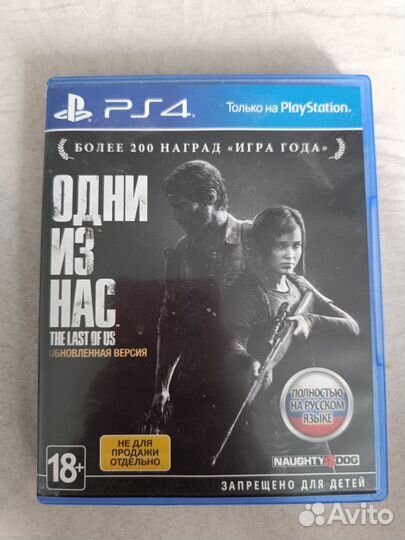 PS4
Только на PlayStation
БОЛЕЕ 200 НАГРАД «ИГРА ГОДА»
ОДНИ
ИЗ
НАС
THE LAST OF US
ОБНОВЛЕННАЯ ВЕРСИЯ
ПОЛНОСТЬЮ
НА РУССКОМ
ЯЗЫКЕ
НЕ ДЛЯ
ПРОДАЖИ
ОТДЕЛЬНО
18+
NAUGHTY DOG
ЗАПРЕЩЕНО ДЛЯ ДЕТЕЙ
Avito